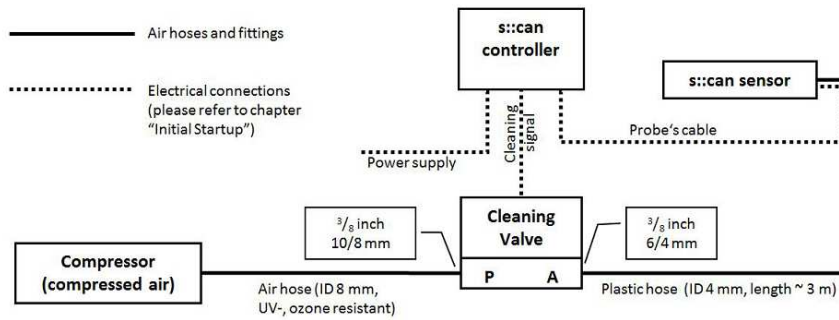 Air hoses and fittings
Electrical connections
(please refer to chapter
“Initial Startup”)
s::can
controller
s::can sensor
Cleaning
signal
Power supply
Probe‘s cable
3/8 inch
10/8 mm
Cleaning
Valve
3/8 inch
6/4 mm
P A
Compressor
(compressed air)
Air hose (ID 8 mm,
UV-, ozone resistant)
Plastic hose (ID 4 mm, length ~ 3 m)